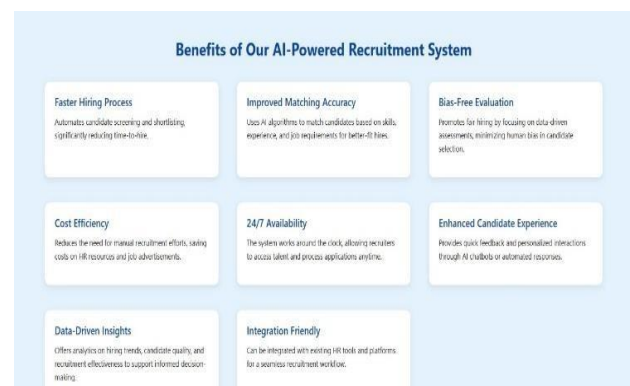 Benefits of Our AI-Powered Recruitment System
Faster Hiring Process
Automates candidate screening and shortlisting,
significantly reducing time-to-hire.
Improved Matching Accuracy
Uses AI algorithms to match candidates based on skills,
experience, and job requirements for better-fit hires.
Bias-Free Evaluation
Promotes fair hiring by focusing on data-driven
assessments, minimizing human bias in candidate
selection.
Cost Efficiency
Reduces the need for manual recruitment efforts, saving
costs on HR resources and job advertisements.
24/7 Availability
The system works around the clock, allowing recruiters
to access talent and process applications anytime.
Enhanced Candidate Experience
Provides quick feedback and personalized interactions
through AI chatbots or automated responses.
Data-Driven Insights
Offers analytics on hiring trends, candidate quality, and
recruitment effectiveness to support informed decision-
making.
Integration Friendly
Can be integrated with existing HR tools and platforms
for a seamless recruitment workflow.